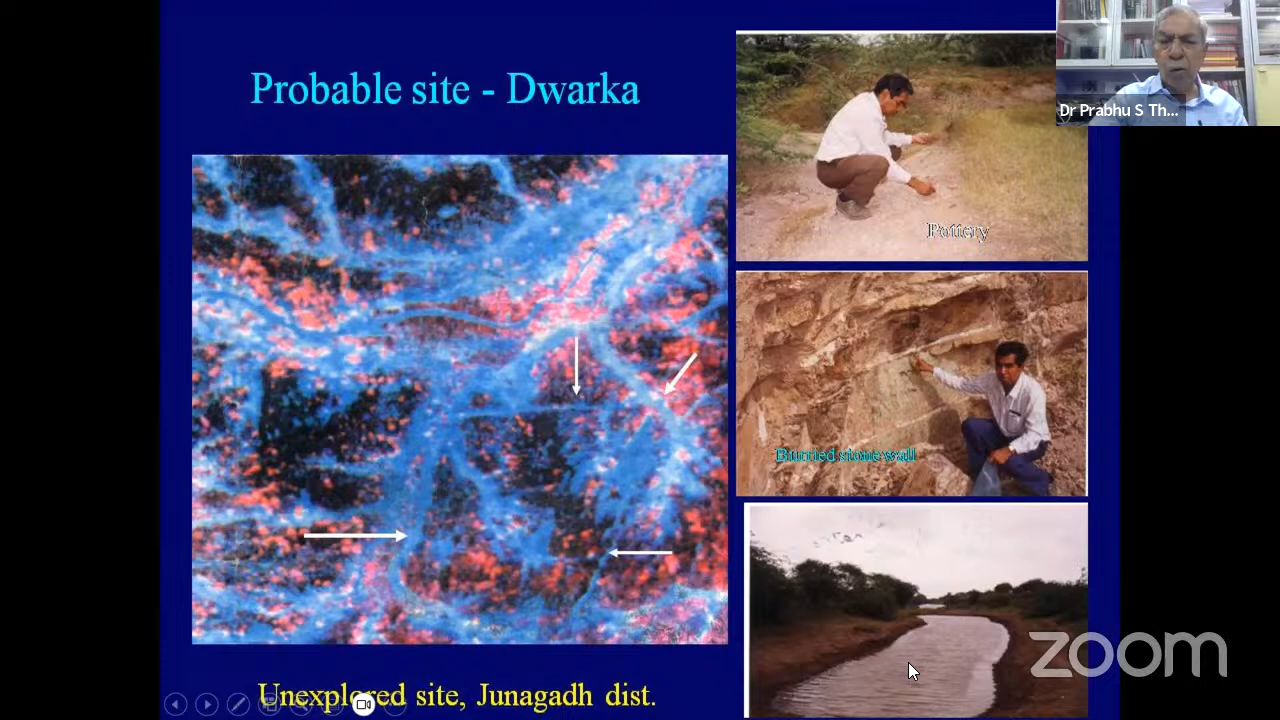 Probable site - Dwarka
Dr Prabhu S Th...
Pottery
Burried stone wall
zoom
Unexplored site, Junagadh dist.